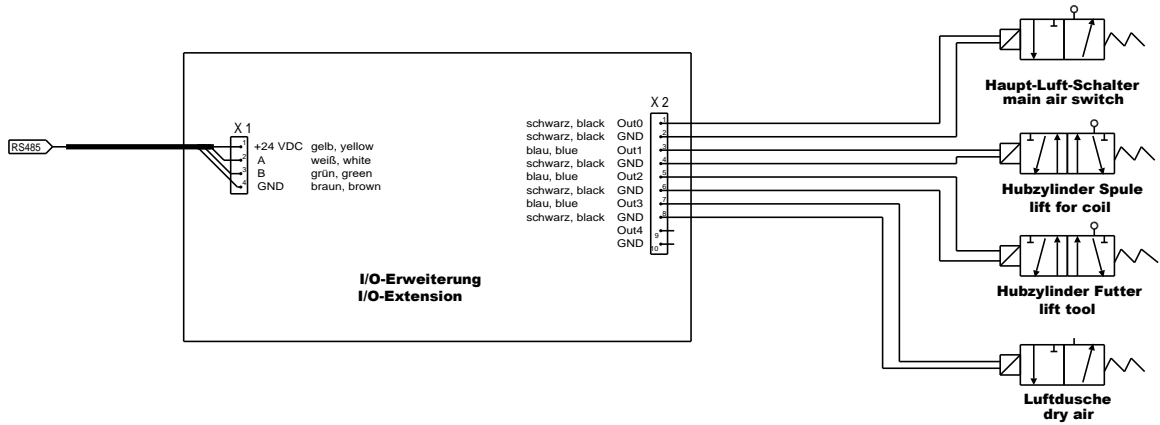 RS485
X 1
1 +24 VDC gelb, yellow
2 A weiß, white
3 B grün, green
4 GND braun, brown
I/O-Erweiterung
I/O-Extension
X 2
schwarz, black Out0 1
schwarz, black GND 2
blau, blue Out1 3
schwarz, black GND 4
blau, blue Out2 5
schwarz, black GND 6
blau, blue Out3 7
schwarz, black GND 8
Out4 9
GND 10
Haupt-Luft-Schalter
main air switch
Hubzylinder Spule
lift for coil
Hubzylinder Futter
lift tool
Luftdusche
dry air